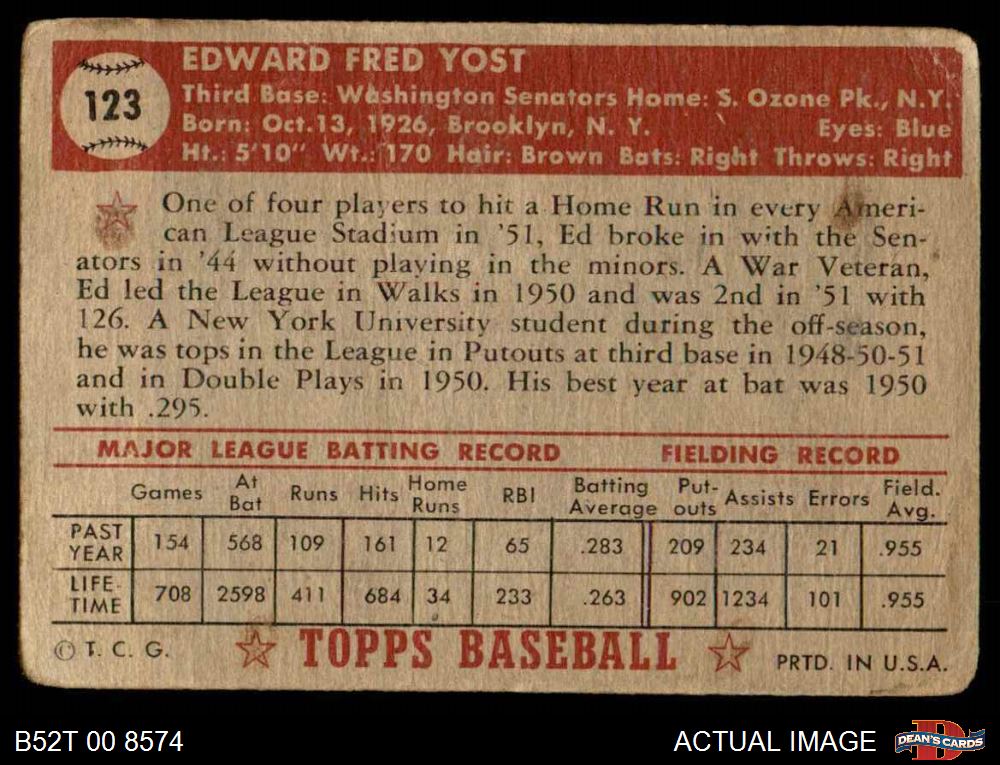 123
EDWARD FRED YOST
Third Base: Washington Senators Home: S. Ozone Pk., N.Y.
Born: Oct. 13, 1926, Brooklyn, N. Y. Eyes: Blue
Ht.: 5'10" Wt.: 170 Hair: Brown Bats: Right Throws: Right
One of four players to hit a Home Run in every Ameri-
can League Stadium in '51, Ed broke in with the Sen-
ators in '44 without playing in the minors. A War Veteran,
Ed led the League in Walks in 1950 and was 2nd in '51 with
126. A New York University student during the off-season,
he was tops in the League in Putouts at third base in 1948-50-51
and in Double Plays in 1950. His best year at bat was 1950
with .295.
MAJOR LEAGUE BATTING RECORD FIELDING RECORD
Games At Bat Runs Hits Home Runs RBI Batting Average Put-outs Assists Errors Field. Avg.
PAST YEAR 154 568 109 161 12 65 .283 209 234 21 .955
LIFE-TIME 708 2598 411 684 34 233 .263 902 1234 101 .955
© T. C. G. TOPPS BASEBALL PRTD. IN U.S.A.
B52T 00 8574 ACTUAL IMAGE DEAN'S CARDS